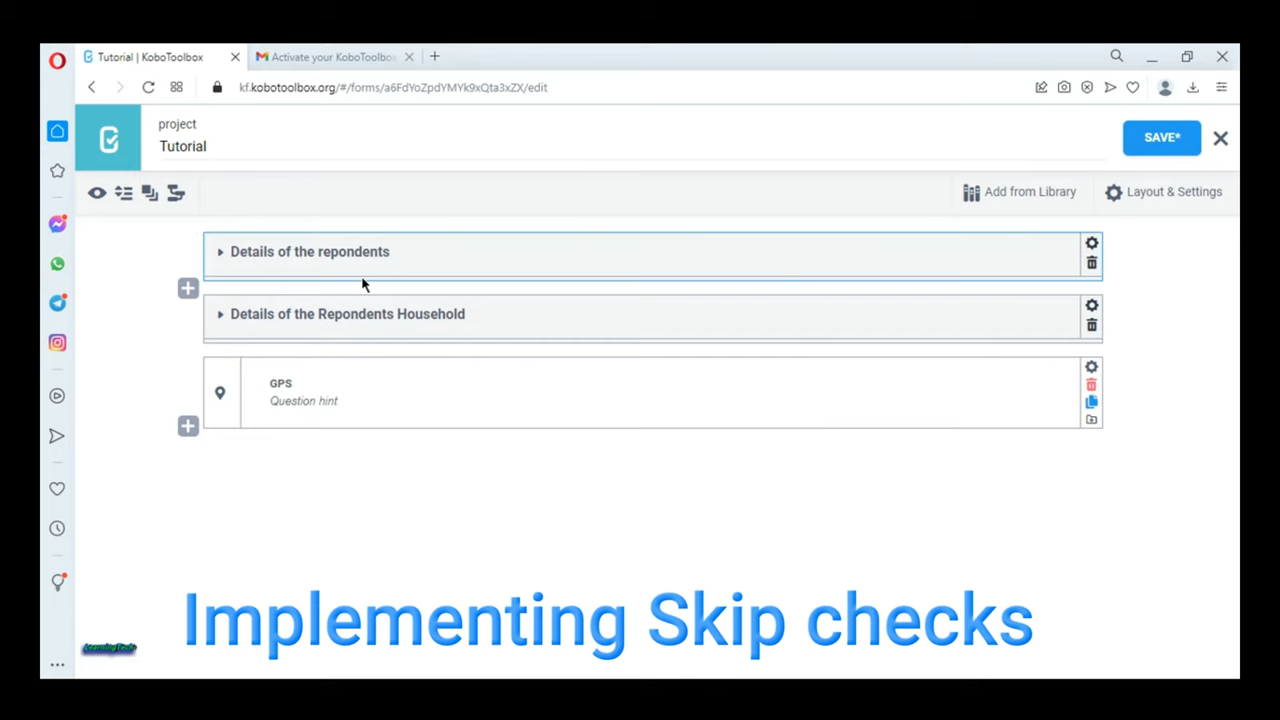 Tutorial | KoboToolbox
Activate your KoboToolbo
kf.kobotoolbox.org/#/forms/a6FdYoZpdYMYk9xQta3xZX/edit
project
Tutorial
SAVE*
Add from Library
Layout & Settings
Details of the repondents
Details of the Repondents Household
GPS
Question hint
Implementing Skip checks
LearningTech